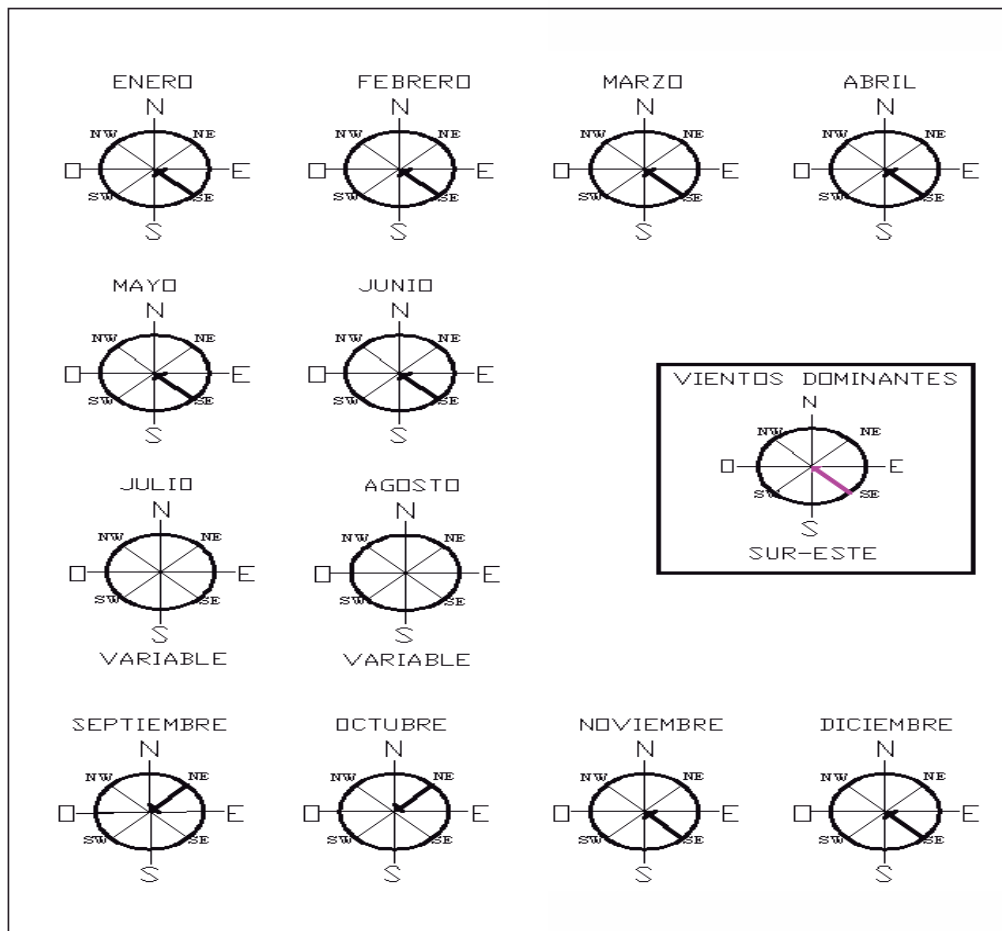 ENERO FEBRERO MARZO ABRIL
N N N N
NW NE NW NE NW NE NW NE
O E O E O E O E
SW SE SW SE SW SE SW SE
S S S S
MAYO JUNIO
N N
NW NE NW NE
O E O E
SW SE SW SE
S S
VIENTOS DOMINANTES
N
NW NE
O E
SW SE
S
SUR-ESTE
JULIO AGOSTO
N N
NW NE NW NE
O E O E
SW SE SW SE
S S
VARIABLE VARIABLE
SEPTIEMBRE OCTUBRE NOVIEMBRE DICIEMBRE
N N N N
NW NE NW NE NW NE NW NE
O E O E O E O E
SW SE SW SE SW SE SW SE
S S S S